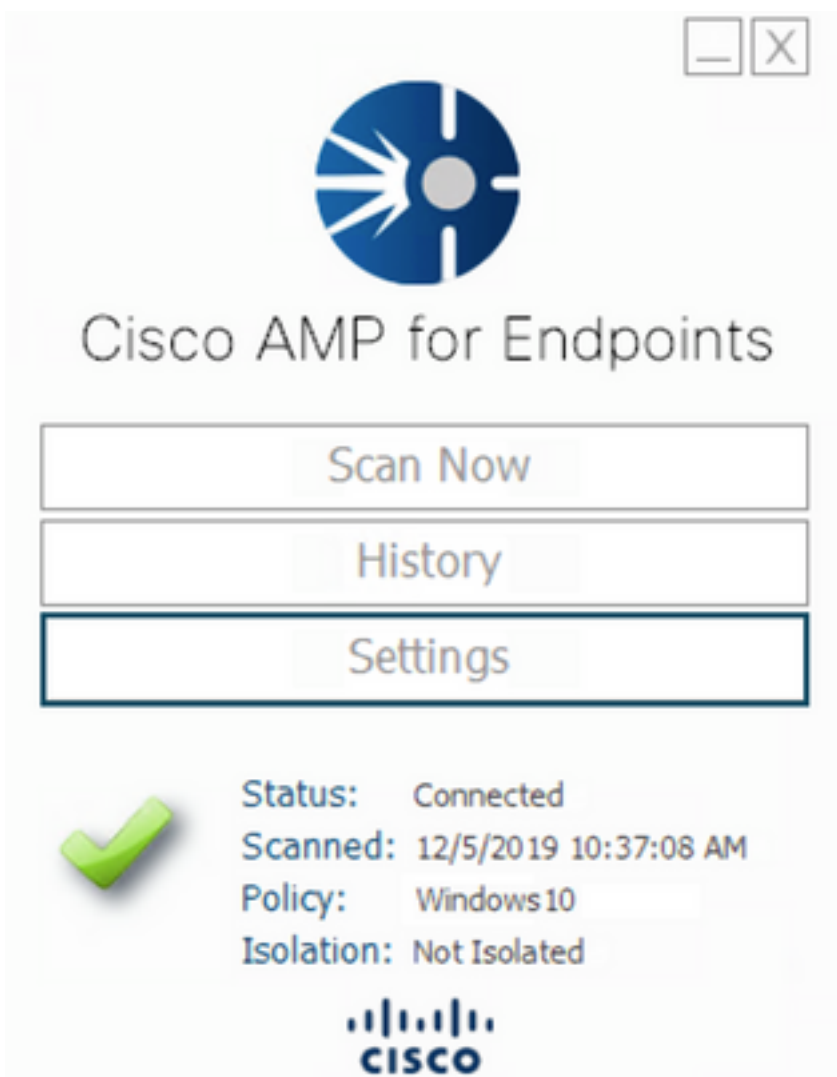 Cisco AMP for Endpoints
Scan Now
History
Settings
Status: Connected
Scanned: 12/5/2019 10:37:08 AM
Policy: Windows10
Isolation: Not Isolated
CISCO